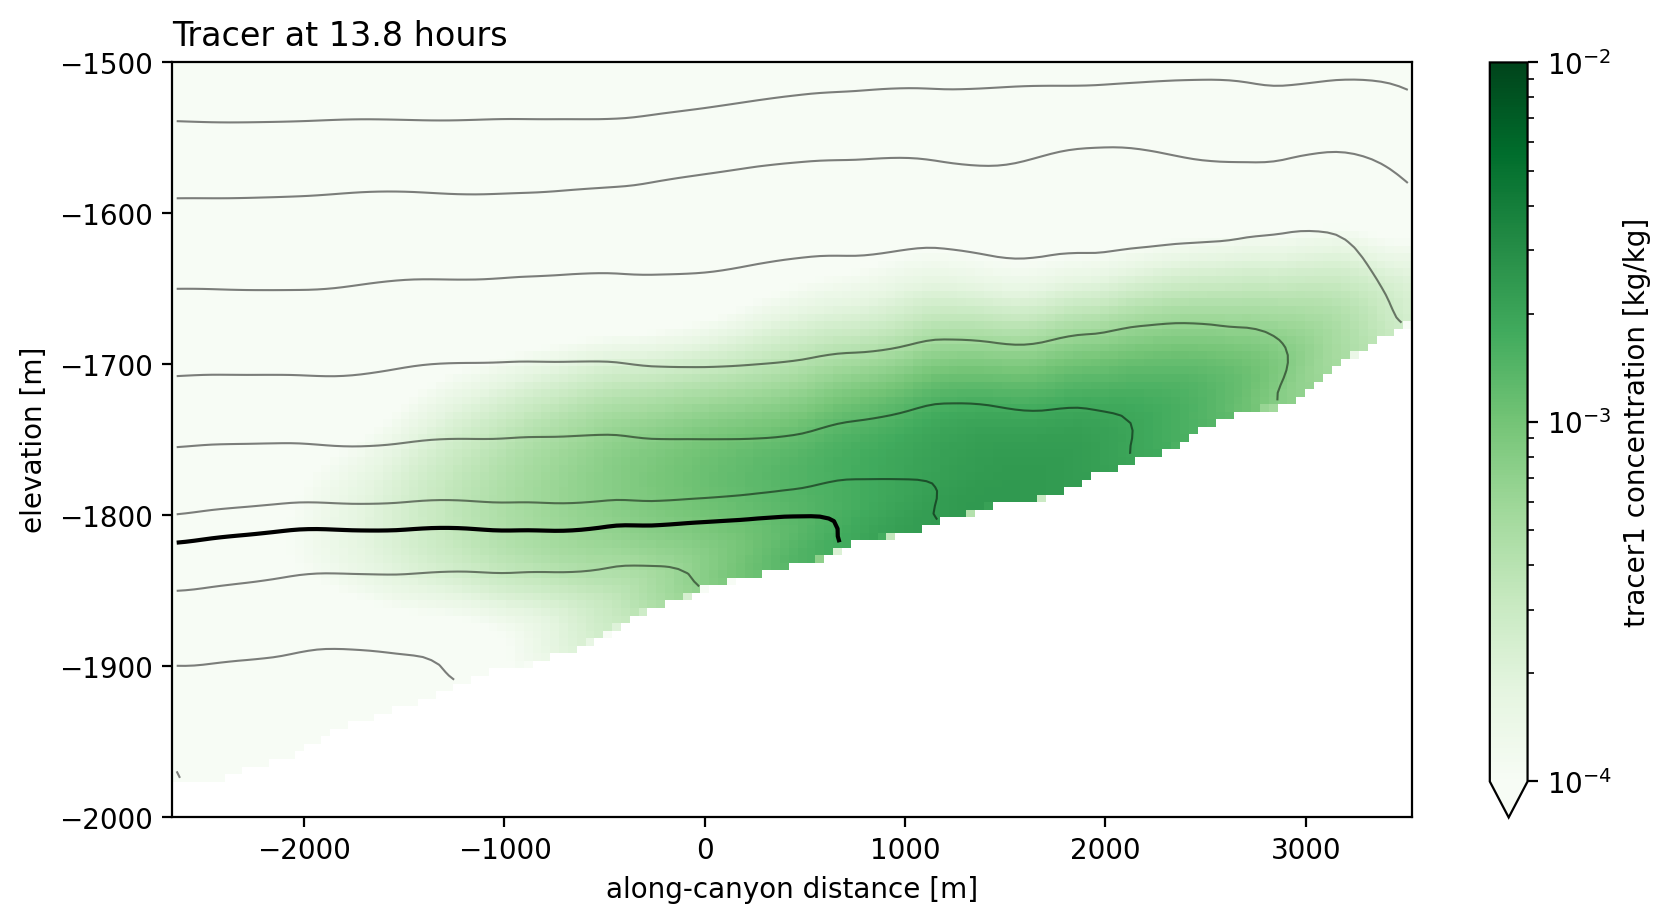 Tracer at 13.8 hours
−1500
−1600
−1700
−1800
−1900
−2000
elevation [m]
−2000 −1000 0 1000 2000 3000
along-canyon distance [m]
10⁻²
10⁻³
10⁻⁴
tracer1 concentration [kg/kg]